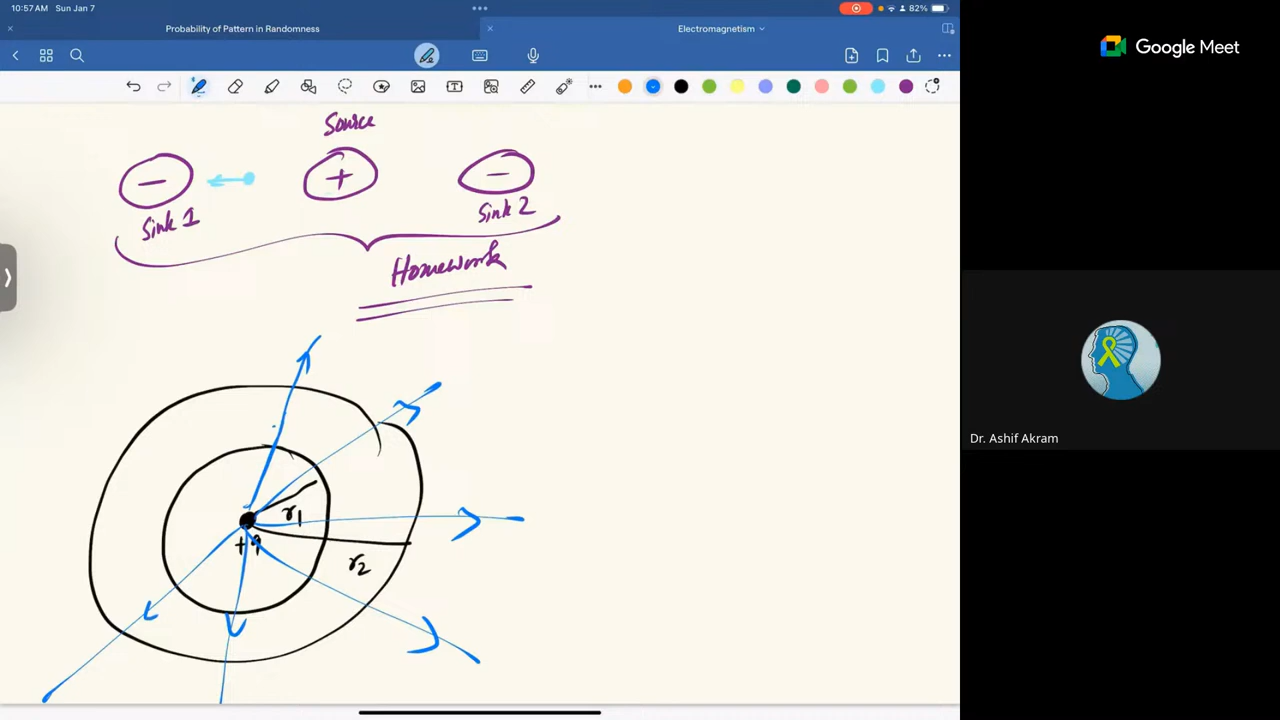 10:57 AM Sun Jan 7
82%
Probability of Pattern in Randomness
Electromagnetism
Google Meet
Source
Sink 1
Sink 2
Homework
r1
+q
r2
Dr. Ashif Akram